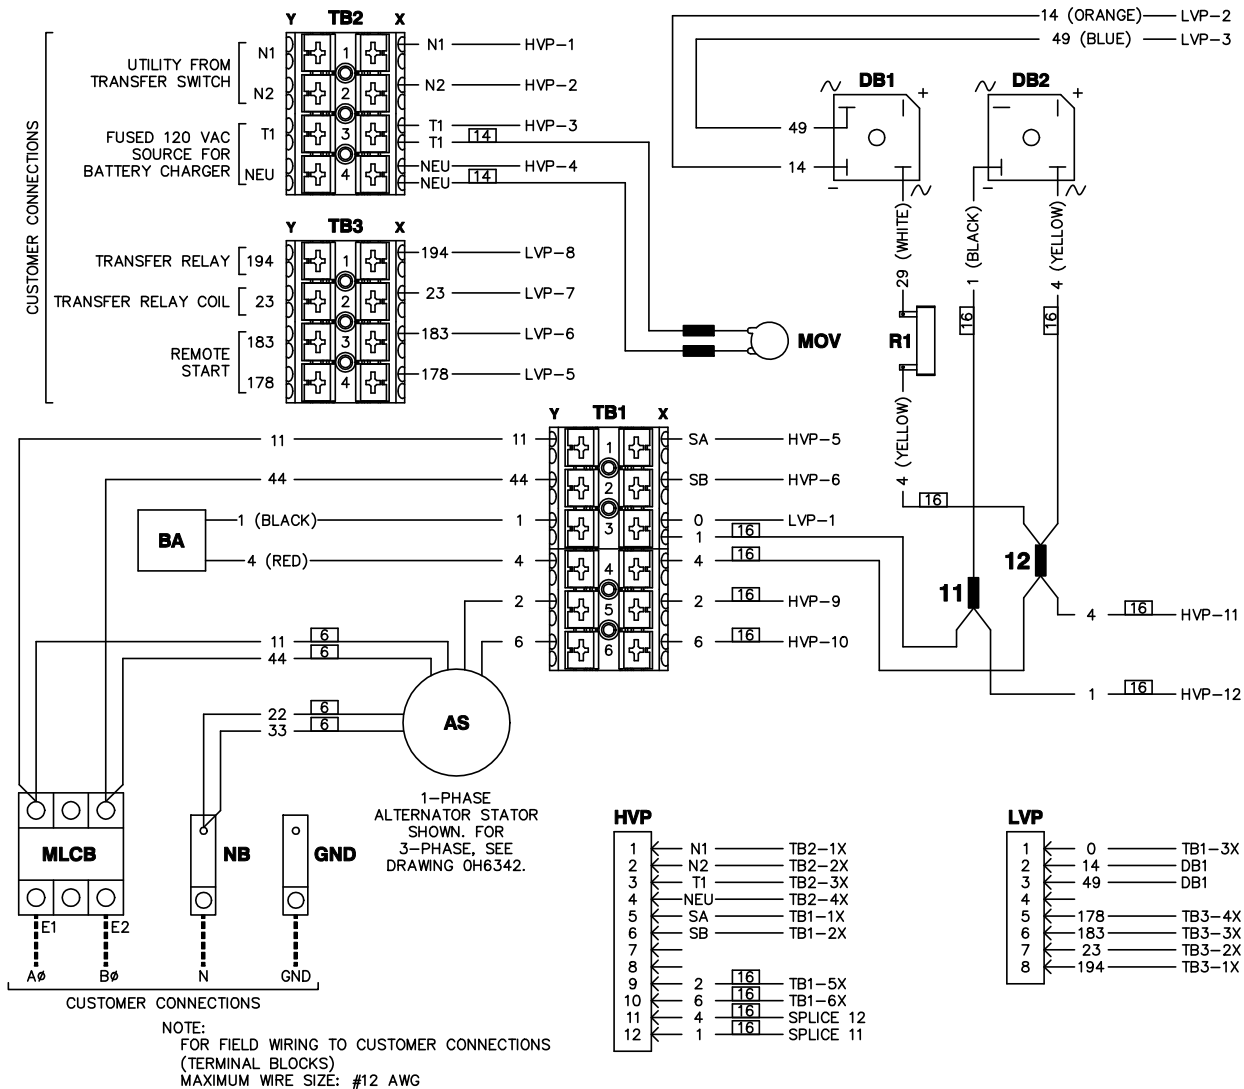 Y TB2 X
UTILITY FROM
TRANSFER SWITCH
N1
N2
FUSED 120 VAC
SOURCE FOR
BATTERY CHARGER
T1
NEU
1
2
3
4
N1 HVP-1
N2 HVP-2
T1 HVP-3
T1 14
NEU HVP-4
NEU 14
CUSTOMER CONNECTIONS
Y TB3 X
TRANSFER RELAY 194
TRANSFER RELAY COIL 23
REMOTE
START
183
178
1
2
3
4
194 LVP-8
23 LVP-7
183 LVP-6
178 LVP-5
MOV
14 (ORANGE) LVP-2
49 (BLUE) LVP-3
~ DB1 +
49
14
- ~
~ DB2 +
- ~
29 (WHITE)
1 (BLACK)
4 (YELLOW)
16
16
R1
4 (YELLOW)
16
12
11
4 16 HVP-11
1 16 HVP-12
Y TB1 X
11 11
44 44
BA
1 (BLACK) 1
4 (RED) 4
2
6
1
2
3
4
5
6
SA HVP-5
SB HVP-6
0 LVP-1
1 16
4 16
2 16 HVP-9
6 16 HVP-10
11 6
44 6
22 6
33 6
AS
1-PHASE
ALTERNATOR STATOR
SHOWN. FOR
3-PHASE, SEE
DRAWING 0H6342.
MLCB
NB
GND
E1
E2
AØ
BØ
N
GND
CUSTOMER CONNECTIONS
NOTE:
FOR FIELD WIRING TO CUSTOMER CONNECTIONS
(TERMINAL BLOCKS)
MAXIMUM WIRE SIZE: #12 AWG
HVP
1 N1 TB2-1X
2 N2 TB2-2X
3 T1 TB2-3X
4 NEU TB2-4X
5 SA TB1-1X
6 SB TB1-2X
7
8
9 2 16 TB1-5X
10 6 16 TB1-6X
11 4 16 SPLICE 12
12 1 16 SPLICE 11
LVP
1 0 TB1-3X
2 14 DB1
3 49 DB1
4
5 178 TB3-4X
6 183 TB3-3X
7 23 TB3-2X
8 194 TB3-1X